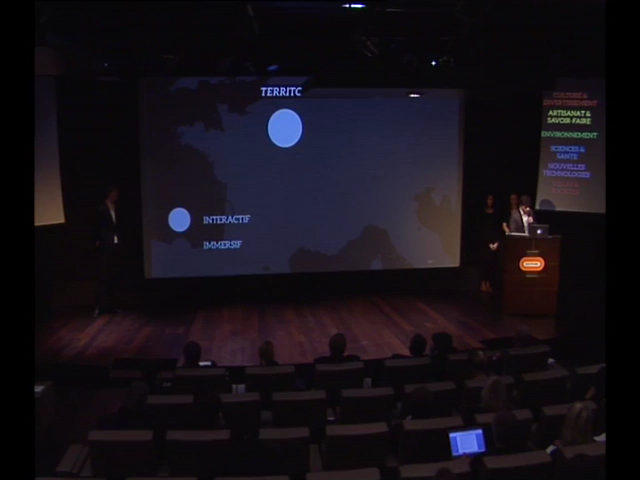 TERRITC
INTERACTIF
IMMERSIF
CULTURE &
DIVERTISSEMENT
ARTISANAT &
SAVOIR-FAIRE
ENVIRONNEMENT
SCIENCES &
SANTÉ
NOUVELLES
TECHNOLOGIES